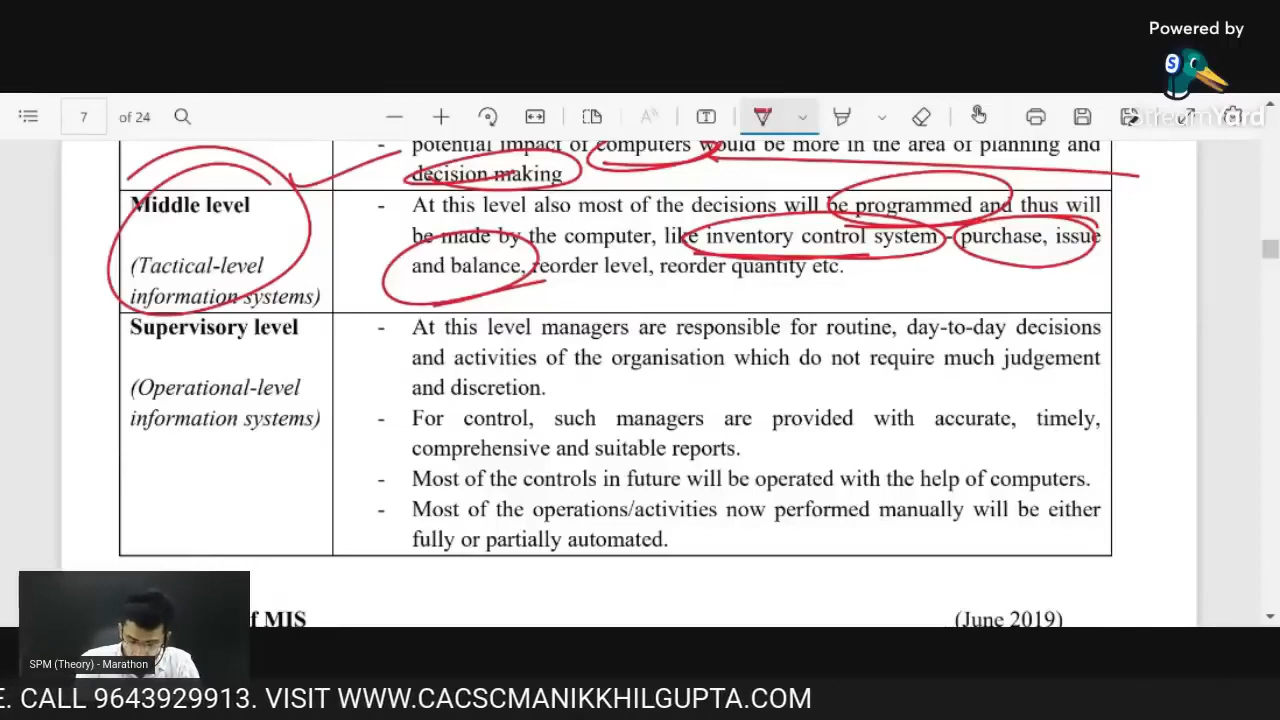 Powered by
S
7 of 24
StreamYard
- potential impact of computers would be more in the area of planning and
decision making
Middle level
(Tactical-level
information systems)
- At this level also most of the decisions will be programmed and thus will
be made by the computer, like inventory control system - purchase, issue
and balance, reorder level, reorder quantity etc.
Supervisory level
(Operational-level
information systems)
- At this level managers are responsible for routine, day-to-day decisions
and activities of the organisation which do not require much judgement
and discretion.
- For control, such managers are provided with accurate, timely,
comprehensive and suitable reports.
- Most of the controls in future will be operated with the help of computers.
- Most of the operations/activities now performed manually will be either
fully or partially automated.
f MIS (June 2019)
SPM (Theory) - Marathon
E. CALL 9643929913. VISIT WWW.CACSCMANIKKHILGUPTA.COM